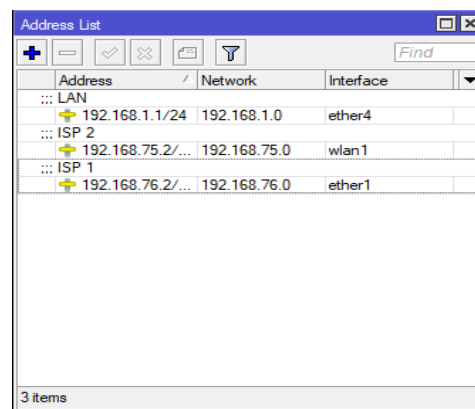 Address List
Find
Address Network Interface
::: LAN
192.168.1.1/24 192.168.1.0 ether4
::: ISP 2
192.168.75.2/... 192.168.75.0 wlan1
::: ISP 1
192.168.76.2/... 192.168.76.0 ether1
3 items